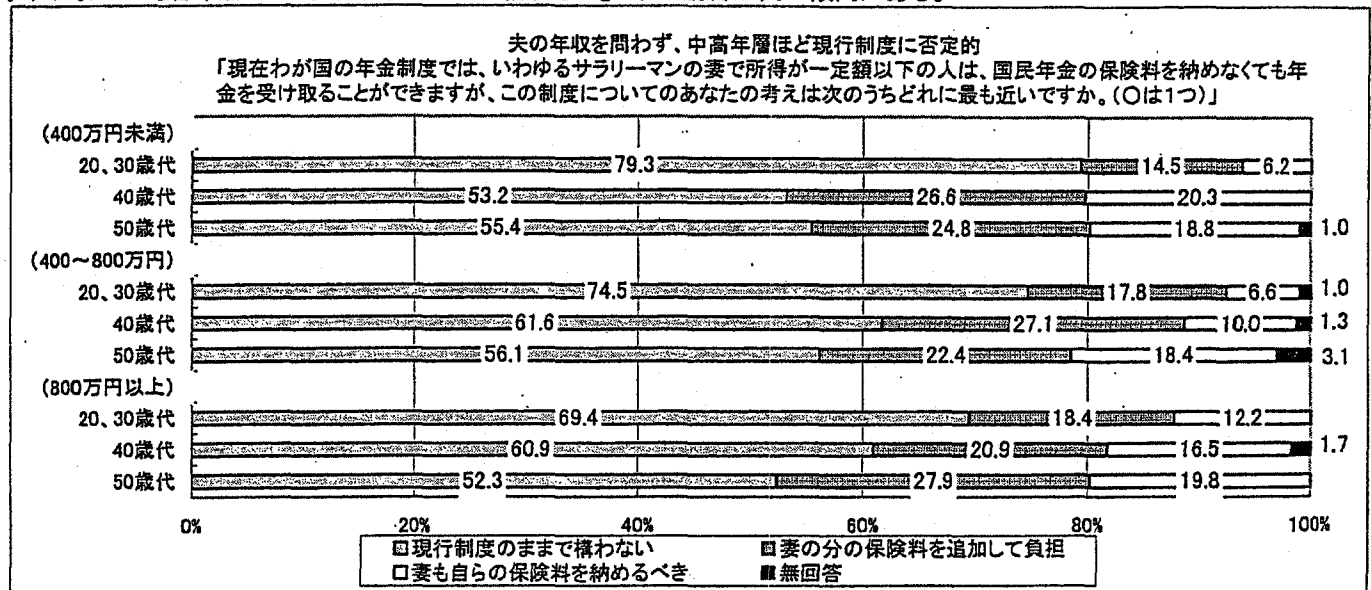 夫の年収を問わず、中高年層ほど現行制度に否定的
「現在わが国の年金制度では、いわゆるサラリーマンの妻で所得が一定額以下の人は、国民年金の保険料を納めなくても年
金を受け取ることができますが、この制度についてのあなたの考えは次のうちどれに最も近いですか。(○は1つ)」
(400万円未満)
20、30歳代 79.3 14.5 6.2
40歳代 53.2 26.6 20.3
50歳代 55.4 24.8 18.8 1.0
(400~800万円)
20、30歳代 74.5 17.8 6.6 1.0
40歳代 61.6 27.1 10.0 1.3
50歳代 56.1 22.4 18.4 3.1
(800万円以上)
20、30歳代 69.4 18.4 12.2
40歳代 60.9 20.9 16.5 1.7
50歳代 52.3 27.9 19.8
0% 20% 40% 60% 80% 100%
現行制度のままで構わない 妻の分の保険料を追加して負担
妻も自らの保険料を納めるべき 無回答